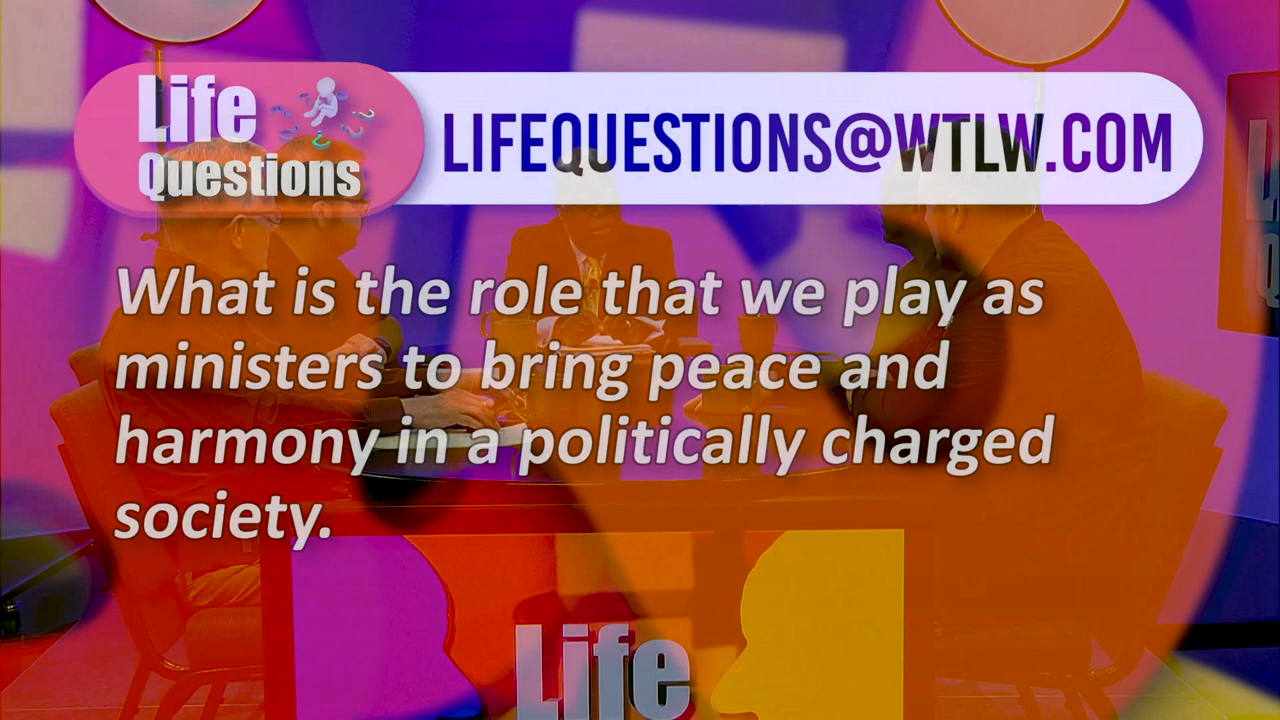 Life
Questions
LIFEQUESTIONS@WTLW.COM
What is the role that we play as
ministers to bring peace and
harmony in a politically charged
society.
Life